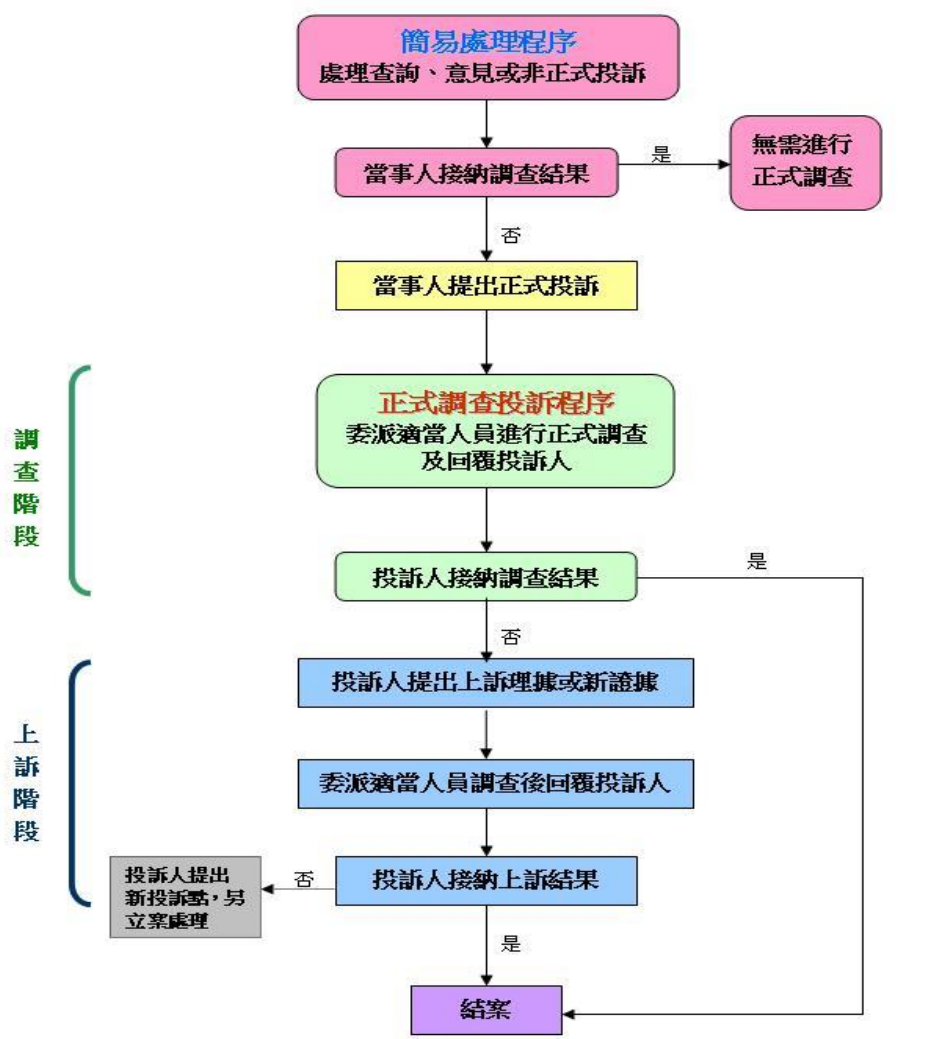 簡易處理程序
處理查詢、意見或非正式投訴
當事人接納調查結果
是
無需進行
正式調查
否
當事人提出正式投訴
調查階段
正式調查投訴程序
委派適當人員進行正式調查
及回覆投訴人
投訴人接納調查結果
是
否
上訴階段
投訴人提出上訴理據或新證據
委派適當人員調查後回覆投訴人
投訴人接納上訴結果
否
投訴人提出
新投訴點，另
立案處理
是
結案